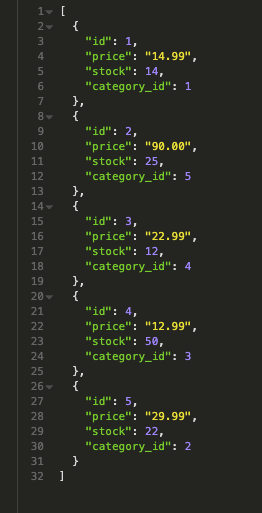 1 [
2   {
3     "id": 1,
4     "price": "14.99",
5     "stock": 14,
6     "category_id": 1
7   },
8   {
9     "id": 2,
10     "price": "90.00",
11     "stock": 25,
12     "category_id": 5
13   },
14   {
15     "id": 3,
16     "price": "22.99",
17     "stock": 12,
18     "category_id": 4
19   },
20   {
21     "id": 4,
22     "price": "12.99",
23     "stock": 50,
24     "category_id": 3
25   },
26   {
27     "id": 5,
28     "price": "29.99",
29     "stock": 22,
30     "category_id": 2
31   }
32 ]